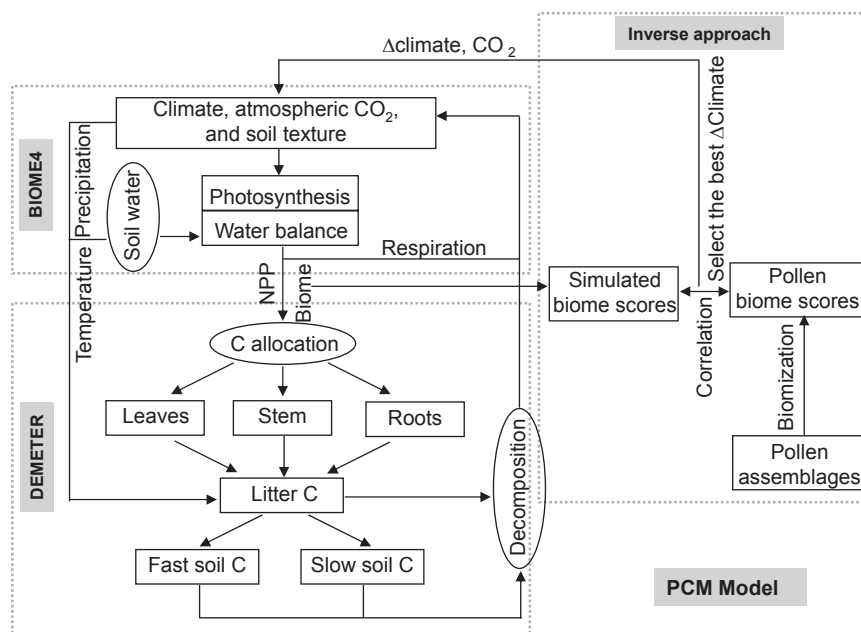 Inverse approach
Δclimate, CO2
Climate, atmospheric CO2,
and soil texture
BIOME4
Precipitation
Temperature
Soil water
Photosynthesis
Water balance
Respiration
NPP
Biome
Simulated
biome scores
Select the best ΔClimate
Correlation
Pollen
biome scores
Biomization
Pollen
assemblages
DEMETER
C allocation
Leaves
Stem
Roots
Litter C
Decomposition
Fast soil C
Slow soil C
PCM Model